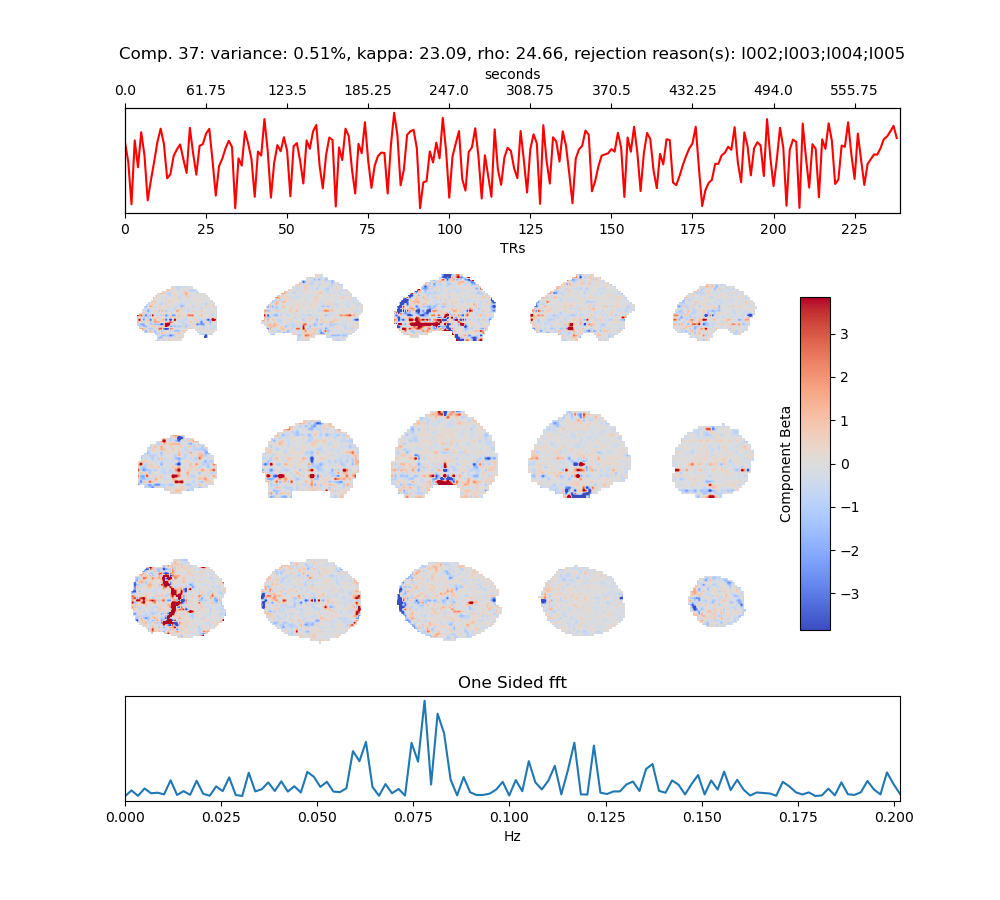 Comp. 37: variance: 0.51%, kappa: 23.09, rho: 24.66, rejection reason(s): I002;I003;I004;I005
seconds
0.0 61.75 123.5 185.25 247.0 308.75 370.5 432.25 494.0 555.75
0 25 50 75 100 125 150 175 200 225
TRs
3
2
1
0
−1
−2
−3
Component Beta
One Sided fft
0.000 0.025 0.050 0.075 0.100 0.125 0.150 0.175 0.200
Hz